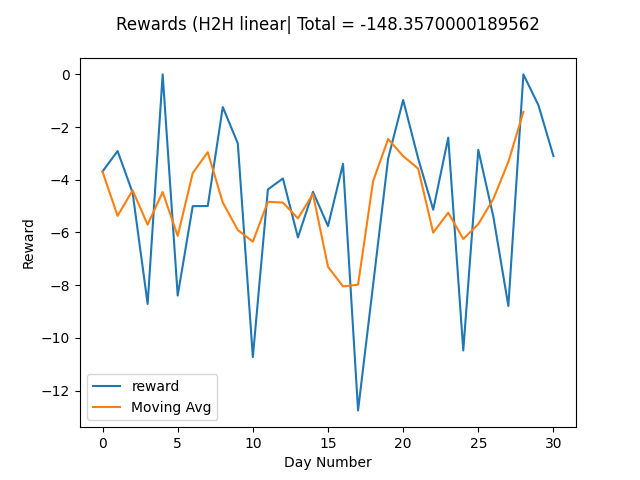 Rewards (H2H linear| Total = -148.3570000189562
0
−2
−4
−6
−8
−10
−12
Reward
reward
Moving Avg
0 5 10 15 20 25 30
Day Number